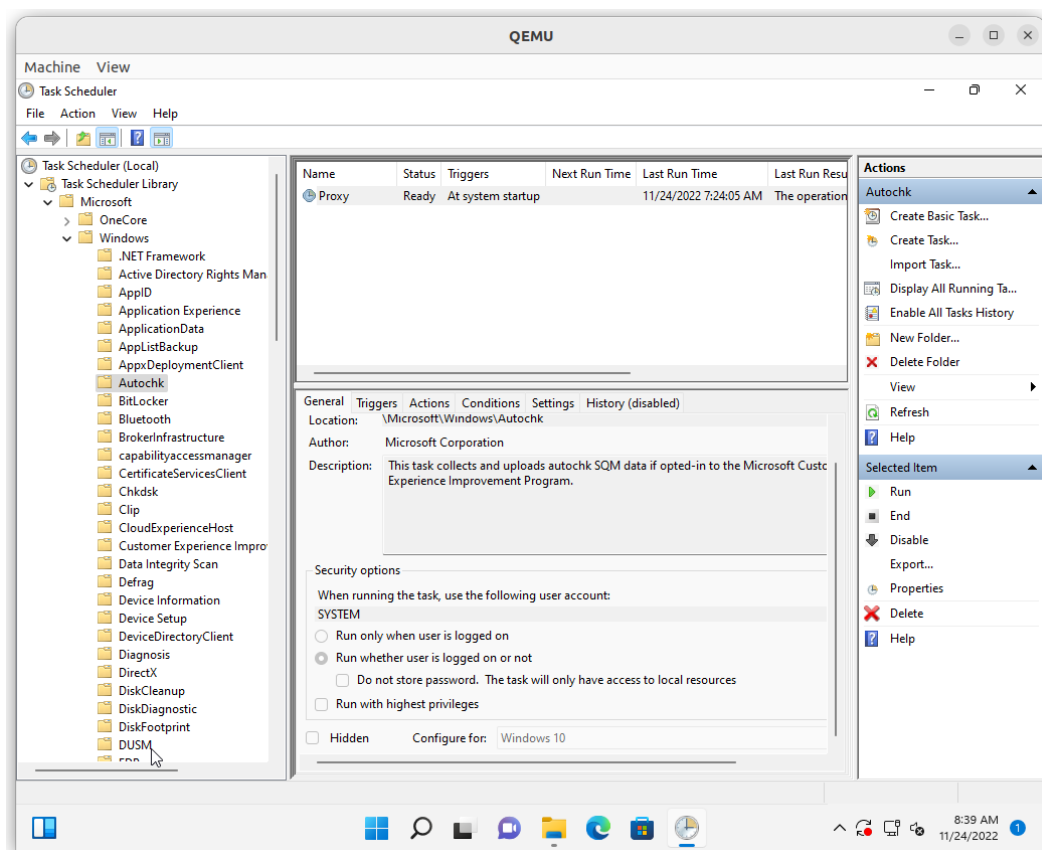 QEMU
Machine View
Task Scheduler
File Action View Help
Task Scheduler (Local)
Task Scheduler Library
Microsoft
OneCore
Windows
.NET Framework
Active Directory Rights Man
AppID
Application Experience
ApplicationData
AppListBackup
AppxDeploymentClient
Autochk
BitLocker
Bluetooth
BrokerInfrastructure
capabilityaccessmanager
CertificateServicesClient
Chkdsk
Clip
CloudExperienceHost
Customer Experience Impro
Data Integrity Scan
Defrag
Device Information
Device Setup
DeviceDirectoryClient
Diagnosis
DirectX
DiskCleanup
DiskDiagnostic
DiskFootprint
DUSM
Name Status Triggers Next Run Time Last Run Time Last Run Resu
Proxy Ready At system startup 11/24/2022 7:24:05 AM The operation
General Triggers Actions Conditions Settings History (disabled)
Location: \Microsoft\Windows\Autochk
Author: Microsoft Corporation
Description: This task collects and uploads autochk SQM data if opted-in to the Microsoft Custo
Experience Improvement Program.
Security options
When running the task, use the following user account:
SYSTEM
Run only when user is logged on
Run whether user is logged on or not
Do not store password. The task will only have access to local resources
Run with highest privileges
Hidden Configure for: Windows 10
Actions
Autochk
Create Basic Task...
Create Task...
Import Task...
Display All Running Ta...
Enable All Tasks History
New Folder...
Delete Folder
View
Refresh
Help
Selected Item
Run
End
Disable
Export...
Properties
Delete
Help
8:39 AM
11/24/2022
1